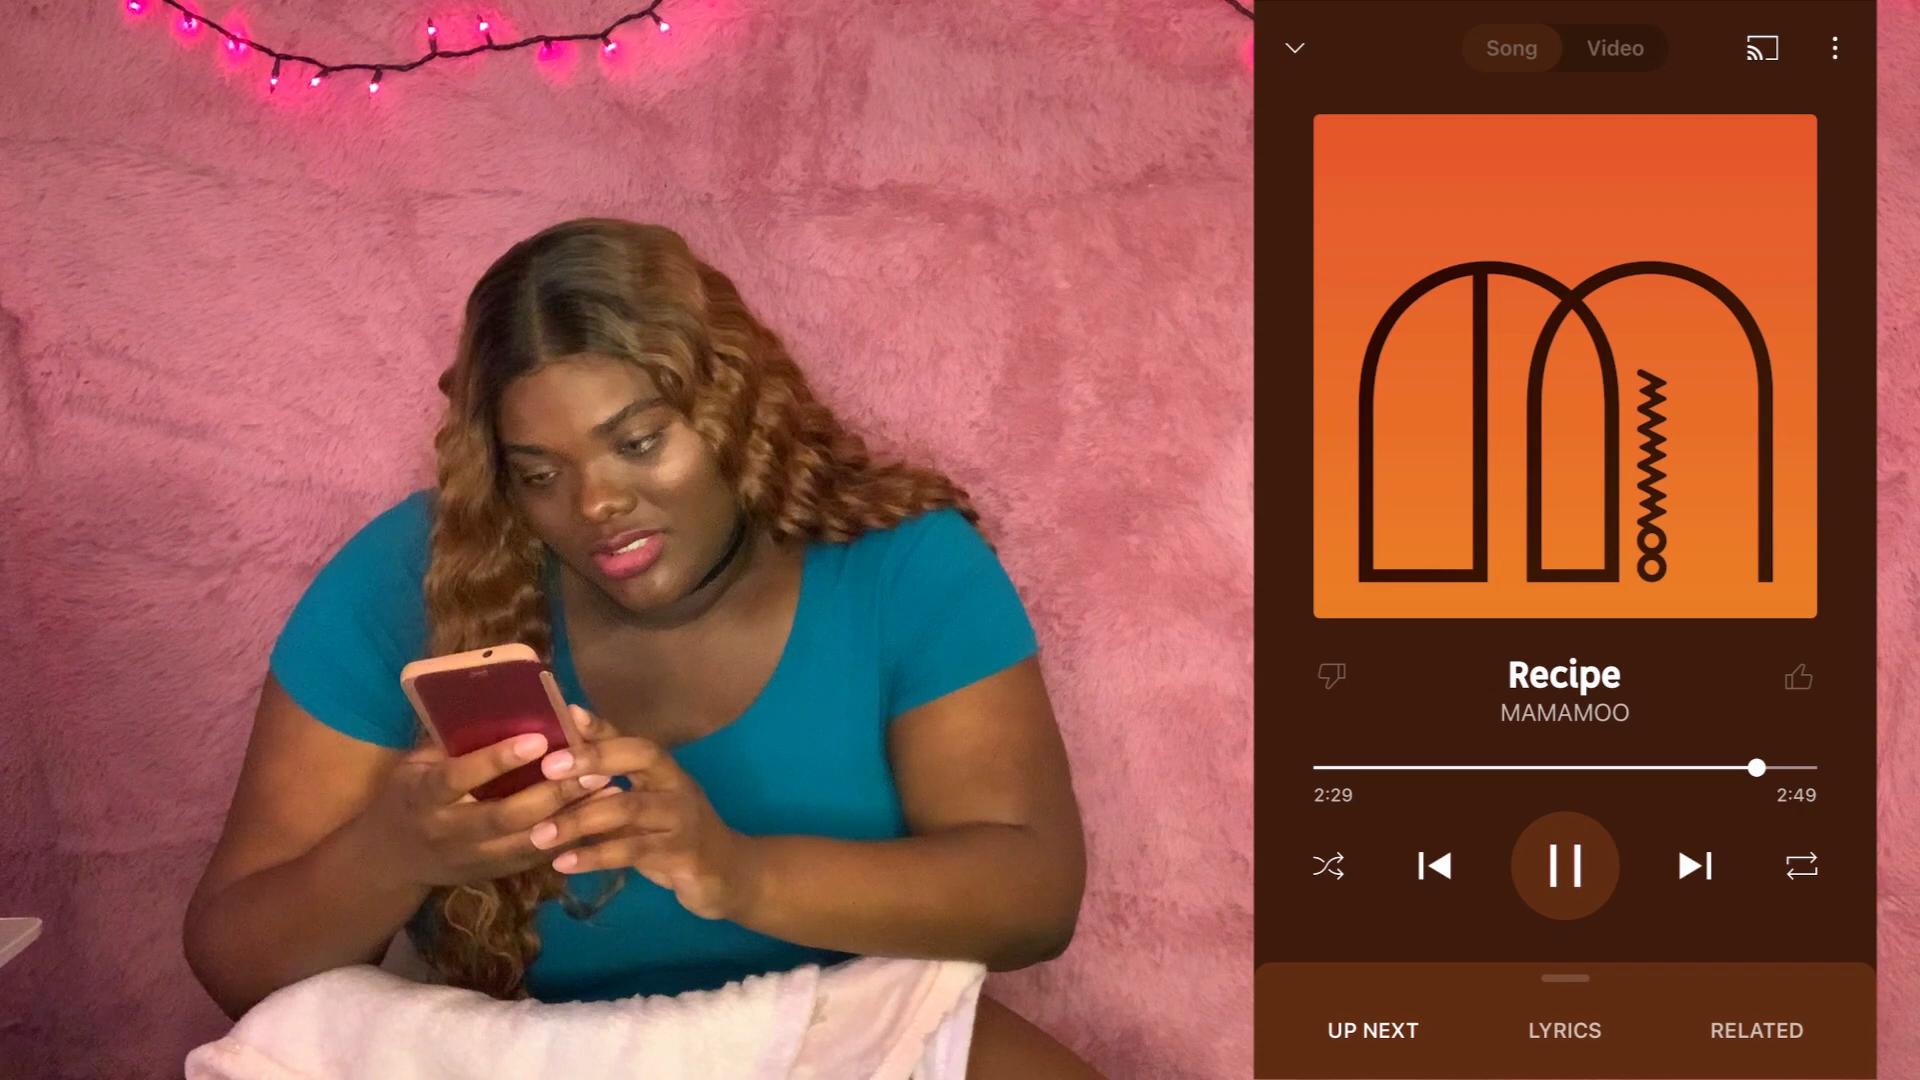 Song Video
Recipe
MAMAMOO
2:29 2:49
UP NEXT LYRICS RELATED